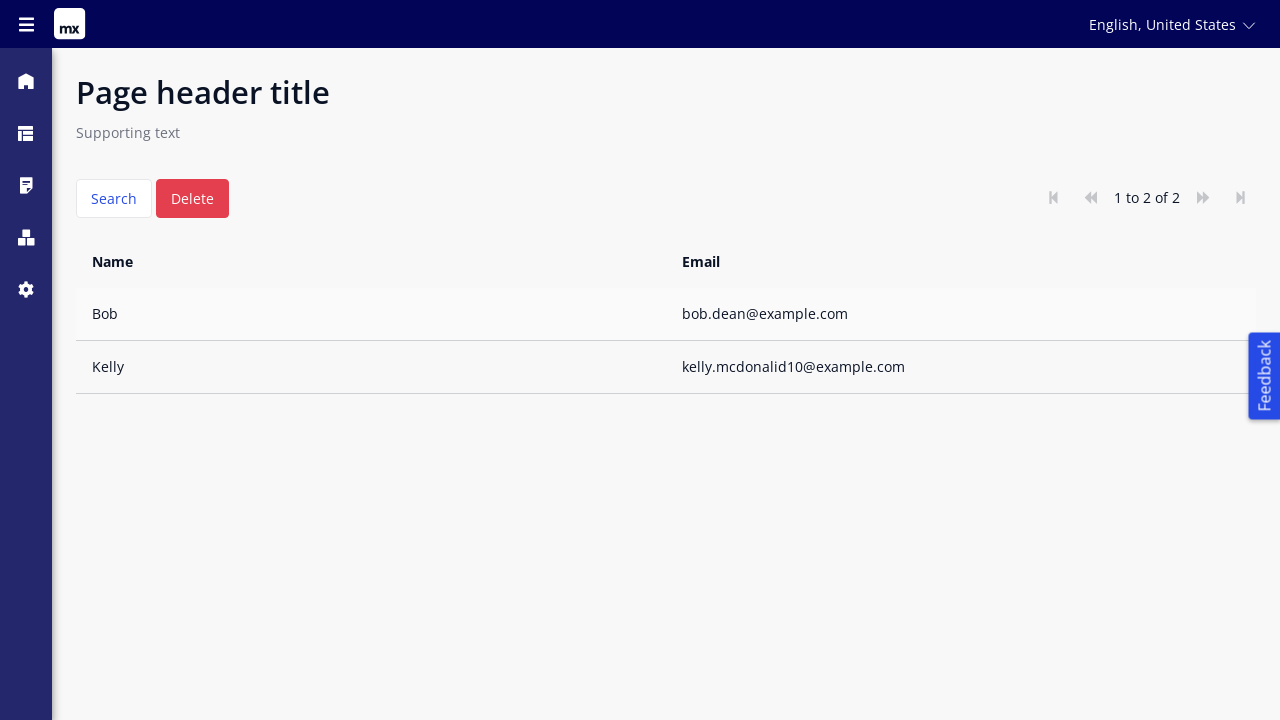 mx
English, United States
Page header title
Supporting text
Search Delete
1 to 2 of 2
Name Email
Bob bob.dean@example.com
Kelly kelly.mcdonalid10@example.com
Feedback